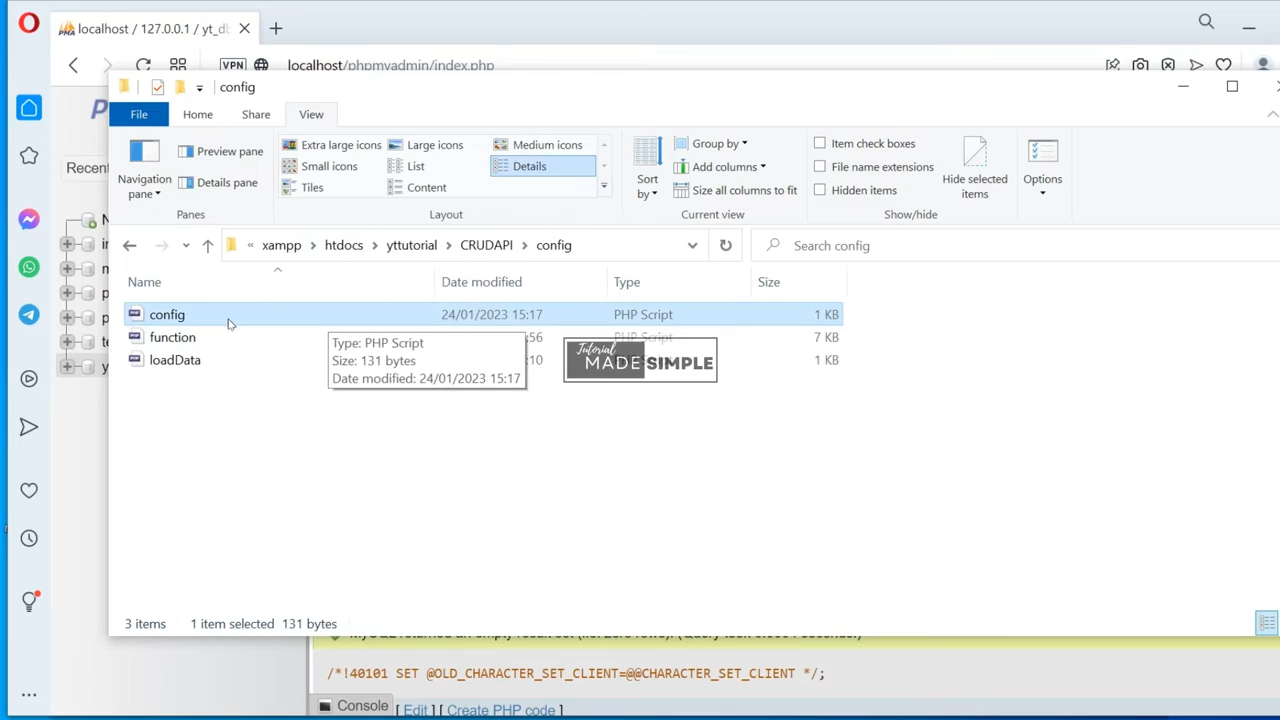 localhost / 127.0.0.1 / yt_db
VPN
localhost/phpmyadmin/index.php
config
File
Home
Share
View
Navigation pane
Preview pane
Details pane
Panes
Extra large icons
Large icons
Medium icons
Small icons
List
Details
Tiles
Content
Layout
Sort by
Group by
Add columns
Size all columns to fit
Current view
Item check boxes
File name extensions
Hidden items
Hide selected items
Show/hide
Options
Recent
« xampp > htdocs > yttutorial > CRUDAPI > config
Search config
Name
Date modified
Type
Size
config
24/01/2023 15:17
PHP Script
1 KB
function
:56
PHP Script
7 KB
loadData
:10
1 KB
Type: PHP Script
Size: 131 bytes
Date modified: 24/01/2023 15:17
Tutorial
MADE SIMPLE
3 items
1 item selected 131 bytes
/*!40101 SET @OLD_CHARACTER_SET_CLIENT=@@CHARACTER_SET_CLIENT */;
Console
[ Edit ] [ Create PHP code ]